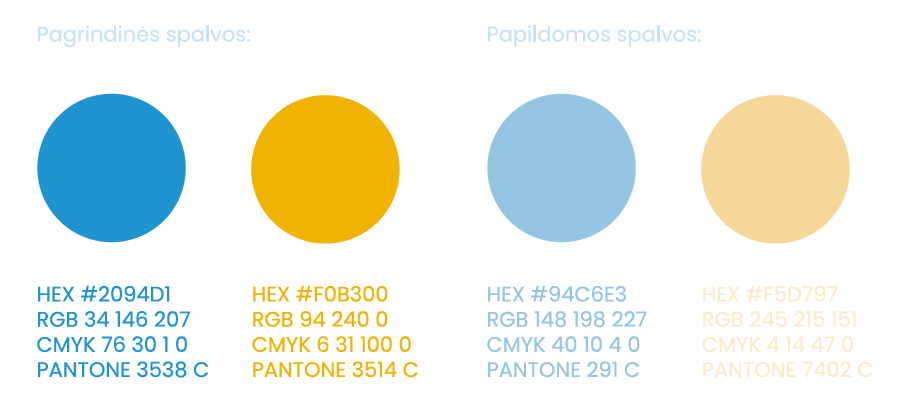 Pagrindinės spalvos:
HEX #2094D1
RGB 34 146 207
CMYK 76 30 1 0
PANTONE 3538 C
HEX #F0B300
RGB 94 240 0
CMYK 6 31 100 0
PANTONE 3514 C
Papildomos spalvos:
HEX #94C6E3
RGB 148 198 227
CMYK 40 10 4 0
PANTONE 291 C
HEX #F5D797
RGB 245 215 151
CMYK 4 14 47 0
PANTONE 7402 C